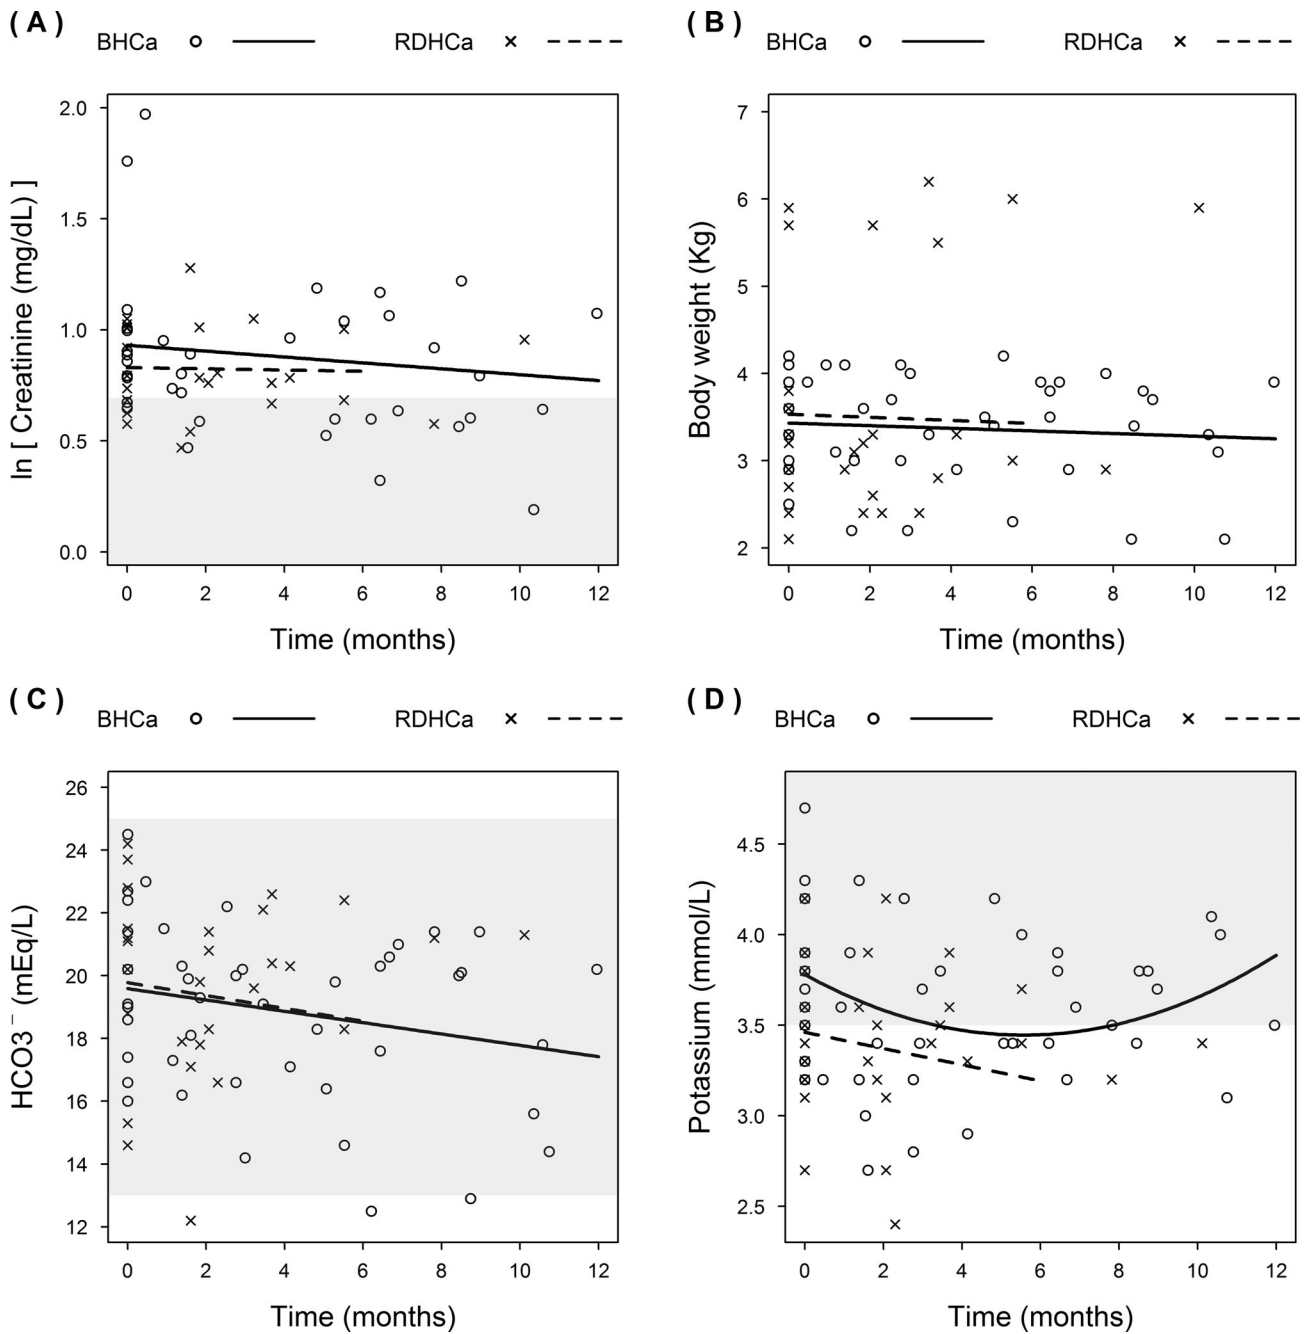 ( A )
BHCa RDHCa
ln [ Creatinine (mg/dL) ]
2.0
1.5
1.0
0.5
0.0
0 2 4 6 8 10 12
Time (months)
( B )
BHCa RDHCa
Body weight (Kg)
7
6
5
4
3
2
0 2 4 6 8 10 12
Time (months)
( C )
BHCa RDHCa
HCO3⁻ (mEq/L)
26
24
22
20
18
16
14
12
0 2 4 6 8 10 12
Time (months)
( D )
BHCa RDHCa
Potassium (mmol/L)
4.5
4.0
3.5
3.0
2.5
0 2 4 6 8 10 12
Time (months)